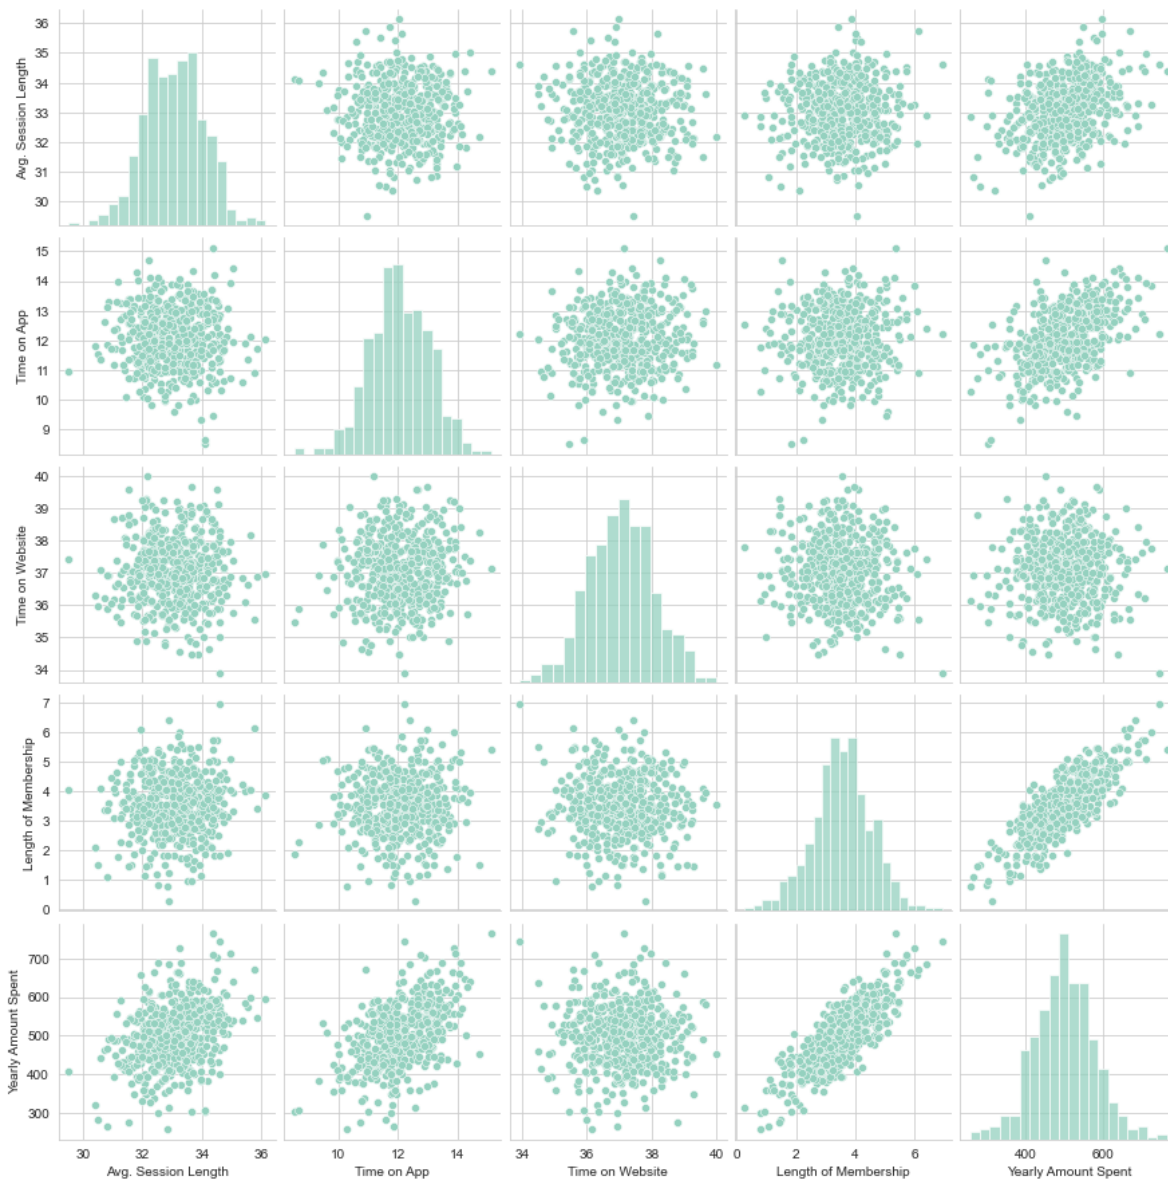 Avg. Session Length
36
35
34
33
32
31
30
Time on App
15
14
13
12
11
10
9
Time on Website
40
39
38
37
36
35
34
Length of Membership
7
6
5
4
3
2
1
0
Yearly Amount Spent
700
600
500
400
300
30 32 34 36
10 12 14
34 36 38 40
0 2 4 6
400 600
Avg. Session Length
Time on App
Time on Website
Length of Membership
Yearly Amount Spent